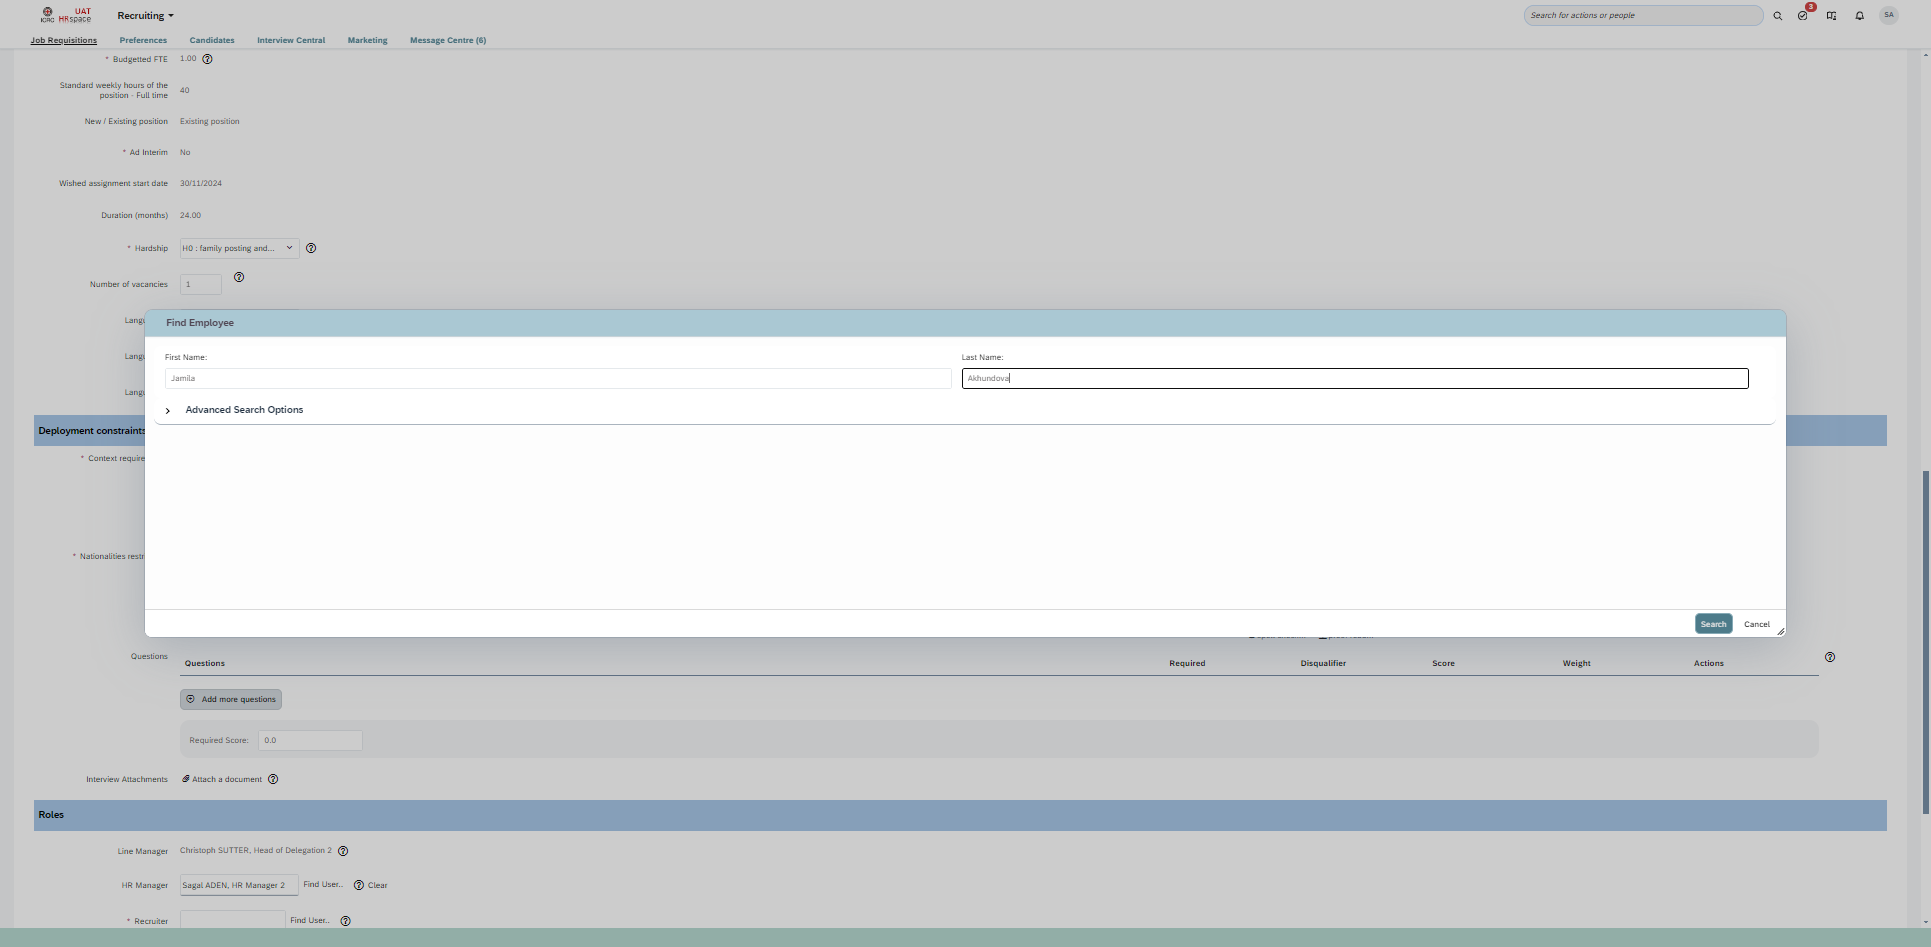 UAT
ICRC HRspace
Recruiting
Search for actions or people
3
SA
Job Requisitions Preferences Candidates Interview Central Marketing Message Centre (6)
* Budgetted FTE 1.00
Standard weekly hours of the
position - Full time 40
New / Existing position Existing position
* Ad Interim No
Wished assignment start date 30/11/2024
Duration (months) 24.00
* Hardship H0 : family posting and...
Number of vacancies 1
Langu
Langu
Langu
Find Employee
First Name: Last Name:
Jamila Akhundova
Advanced Search Options
Search Cancel
Deployment constraints
* Context require
* Nationalities restr
Questions
Questions Required Disqualifier Score Weight Actions
Add more questions
Required Score: 0.0
Interview Attachments Attach a document
Roles
Line Manager Christoph SUTTER, Head of Delegation 2
HR Manager Sagal ADEN, HR Manager 2 Find User.. Clear
* Recruiter Find User..